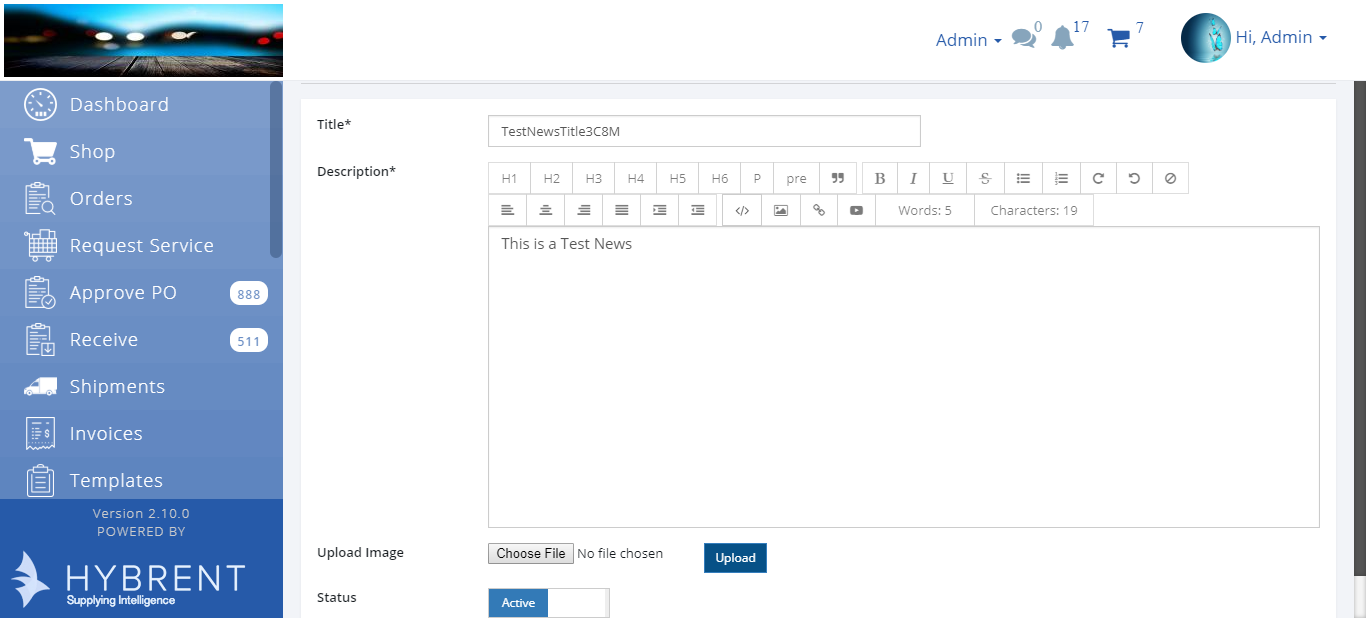 Admin 0 17 7 Hi, Admin
Dashboard
Shop
Orders
Request Service
Approve PO 888
Receive 511
Shipments
Invoices
Templates
Version 2.10.0
POWERED BY
HYBRENT
Supplying Intelligence
Title* TestNewsTitle3C8M
Description* H1 H2 H3 H4 H5 H6 P pre B I U S
Words: 5 Characters: 19
This is a Test News
Upload Image Choose File No file chosen Upload
Status Active